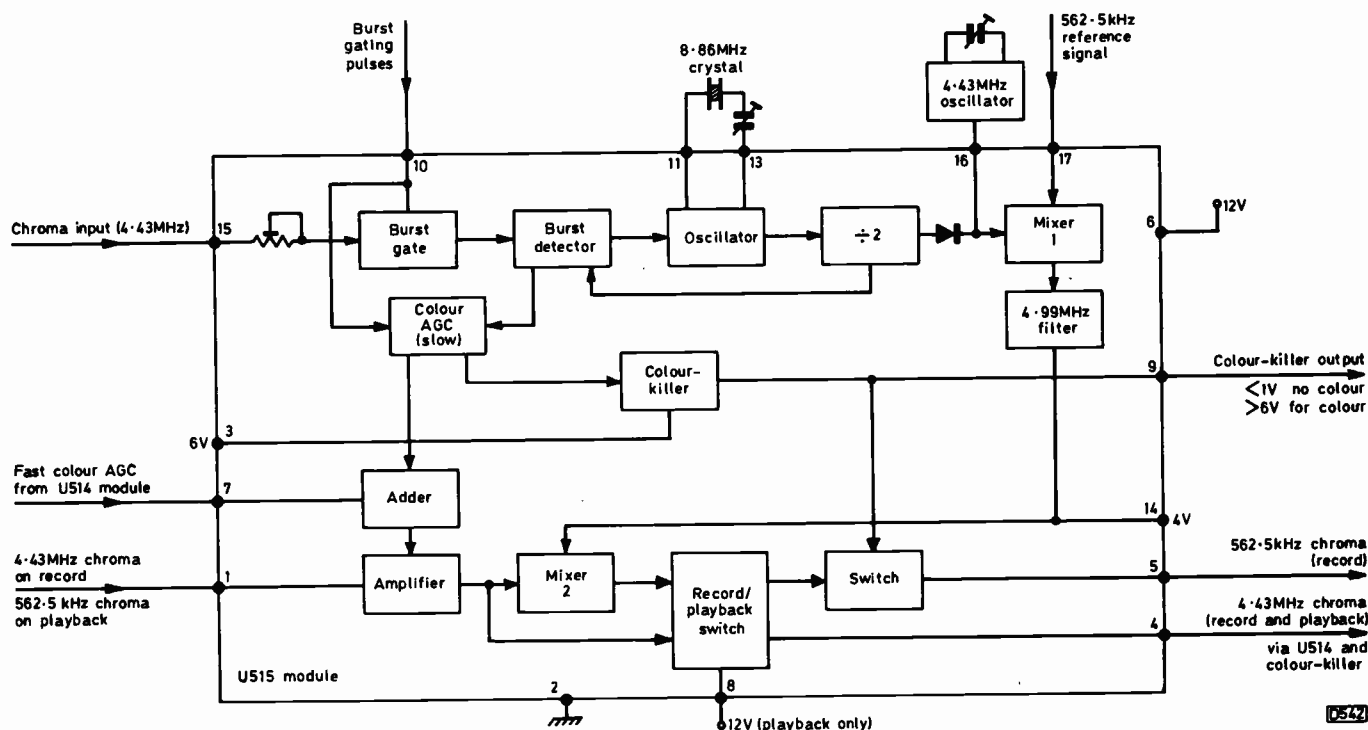 Burst
gating
pulses
8·86MHz
crystal
4·43MHz
oscillator
562·5kHz
reference
signal
10
11
13
16
17
Chroma input (4·43MHz)
15
Burst
gate
Burst
detector
Oscillator
÷2
Mixer
1
6
12V
Colour
AGC
(slow)
4·99MHz
filter
Colour-
killer
9
Colour-killer output
<1V no colour
>6V for colour
6V
3
Fast colour AGC
from U514 module
7
Adder
14
4V
4·43MHz chroma
on record
562·5 kHz chroma
on playback
1
Amplifier
Mixer
2
Record/
playback
switch
Switch
5
562·5kHz chroma
(record)
4
4·43MHz chroma
(record and playback)
via U514 and
colour-killer
U515 module
2
8
12V (playback only)
D542